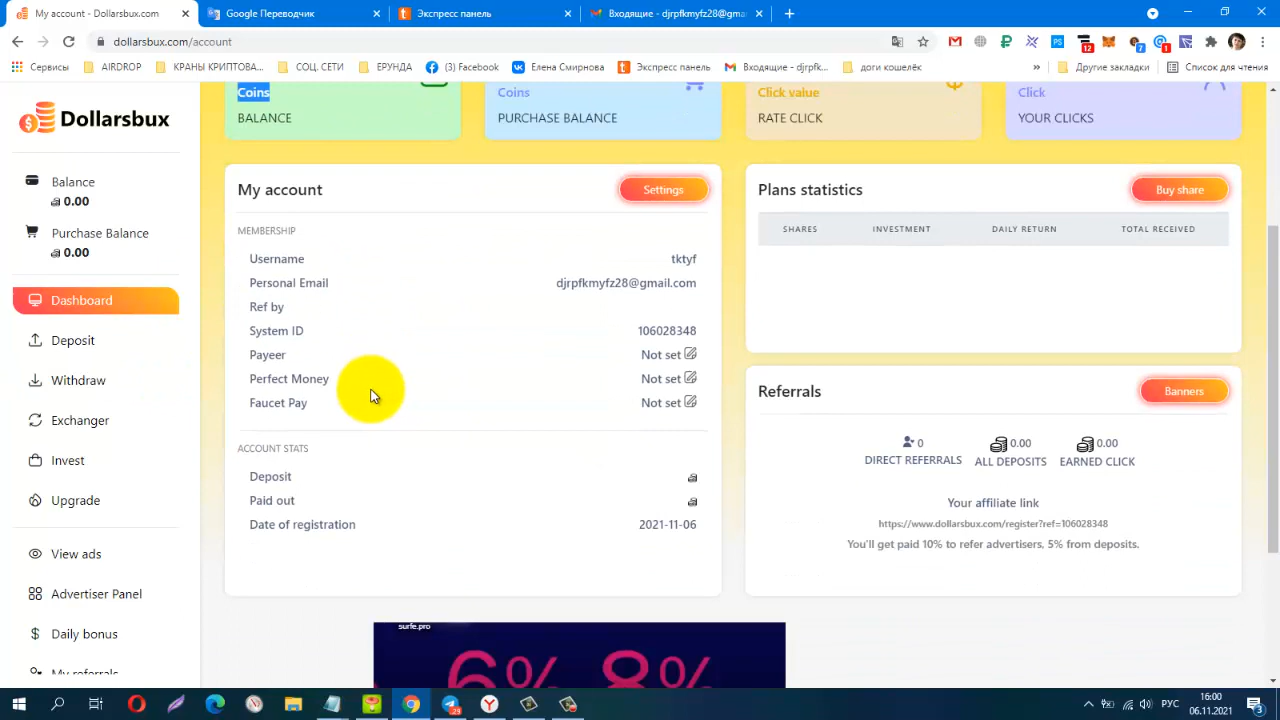 My account - Dollarsbux.com
Google Переводчик
Экспресс панель
Входящие - djrpfkmyfz28@gma
dollarsbux.com/account
Сервисы
AIRDROP
КРАНЫ КРИПТОВА...
СОЦ. СЕТИ
ЕРУНДА
(3) Facebook
Елена Смирнова
Экспресс панель
Входящие - djrpfk...
доги кошелёк
»
Другие закладки
Список для чтения
Dollarsbux
Balance
0.00
Purchase Balance
0.00
Dashboard
Deposit
Withdraw
Exchanger
Invest
Upgrade
View ads
Advertiser Panel
Daily bonus
My referrals
Coins
BALANCE
Coins
PURCHASE BALANCE
Click value
RATE CLICK
Click
YOUR CLICKS
My account
Settings
MEMBERSHIP
Username tktyf
Personal Email djrpfkmyfz28@gmail.com
Ref by
System ID 106028348
Payeer Not set
Perfect Money Not set
Faucet Pay Not set
ACCOUNT STATS
Deposit
Paid out
Date of registration 2021-11-06
Plans statistics
Buy share
SHARES INVESTMENT DAILY RETURN TOTAL RECEIVED
Referrals
Banners
0 0.00 0.00
DIRECT REFERRALS ALL DEPOSITS EARNED CLICK
Your affiliate link
https://www.dollarsbux.com/register?ref=106028348
You'll get paid 10% to refer advertisers, 5% from deposits.
surfe.pro
6% 8%
РУС
16:00
06.11.2021